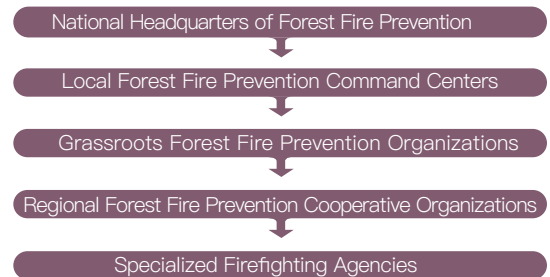 National Headquarters of Forest Fire Prevention
Local Forest Fire Prevention Command Centers
Grassroots Forest Fire Prevention Organizations
Regional Forest Fire Prevention Cooperative Organizations
Specialized Firefighting Agencies